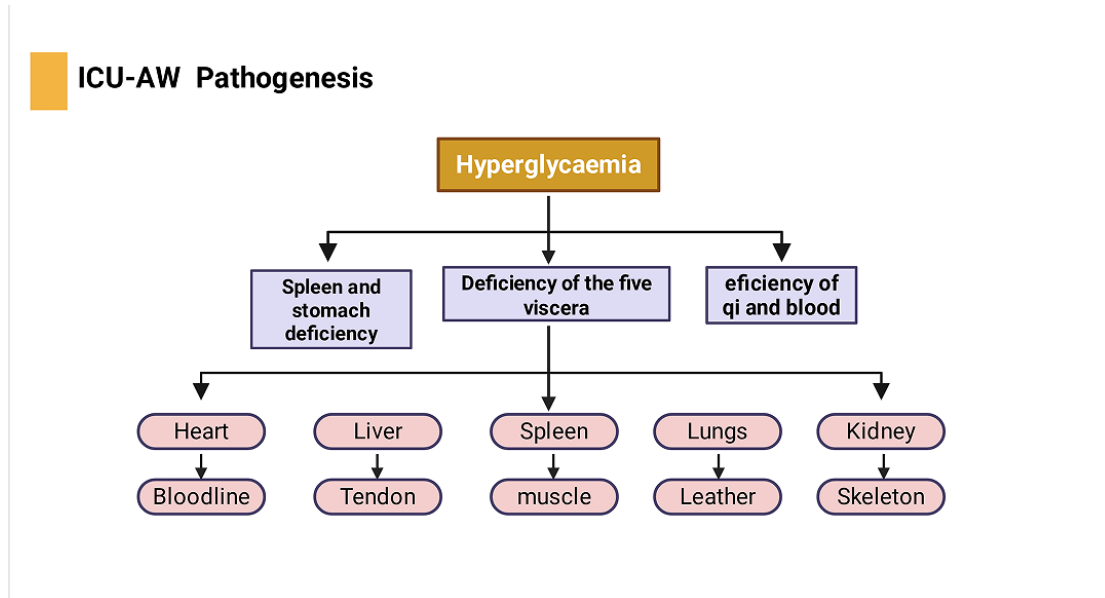 ICU-AW Pathogenesis
Hyperglycaemia
Spleen and
stomach
deficiency
Deficiency of the five
viscera
eficiency of
qi and blood
Heart
Liver
Spleen
Lungs
Kidney
Bloodline
Tendon
muscle
Leather
Skeleton